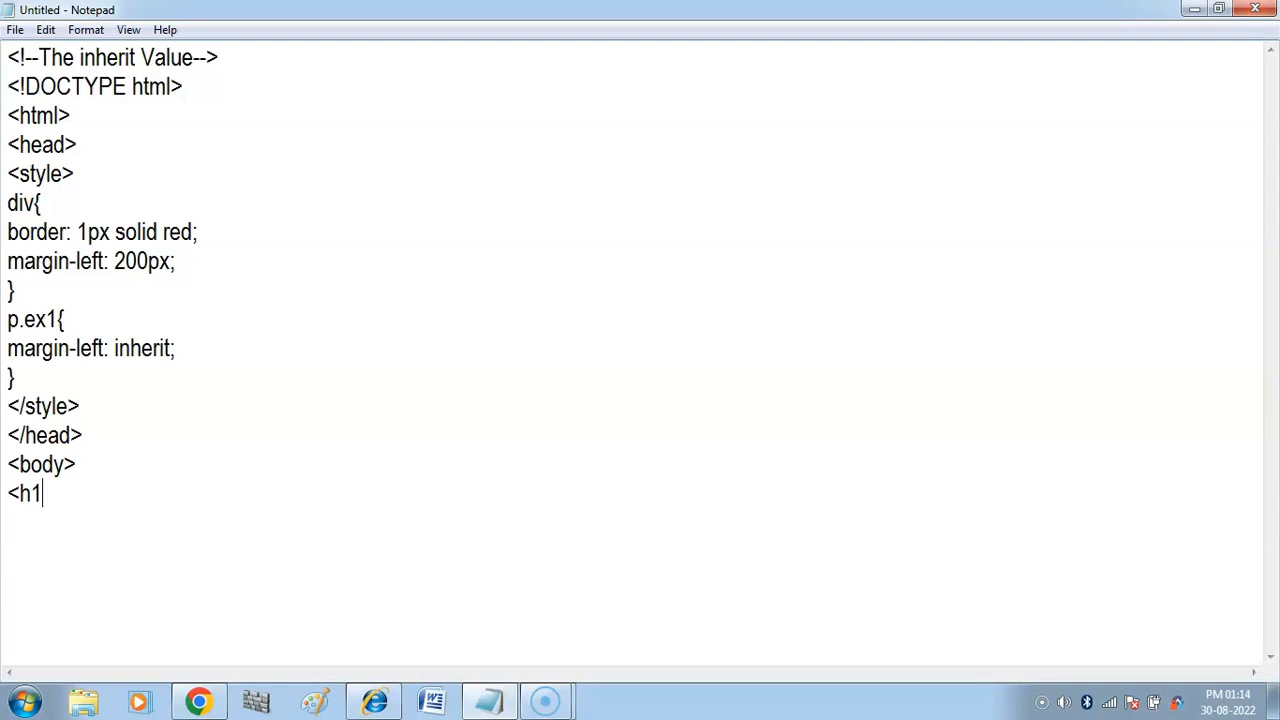 Untitled - Notepad
File Edit Format View Help
<!--The inherit Value-->
<!DOCTYPE html>
<html>
<head>
<style>
div{
border: 1px solid red;
margin-left: 200px;
}
p.ex1{
margin-left: inherit;
}
</style>
</head>
<body>
<h1
PM 01:14
30-08-2022